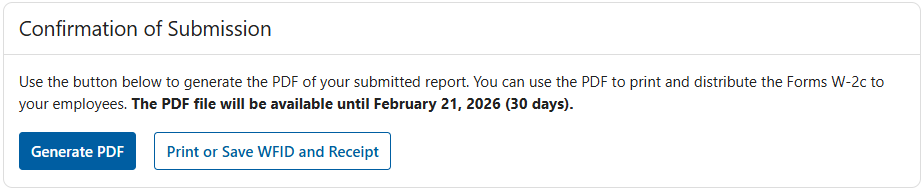 Confirmation of Submission
Use the button below to generate the PDF of your submitted report. You can use the PDF to print and distribute the Forms W-2c to
your employees. The PDF file will be available until February 21, 2026 (30 days).
Generate PDF
Print or Save WFID and Receipt